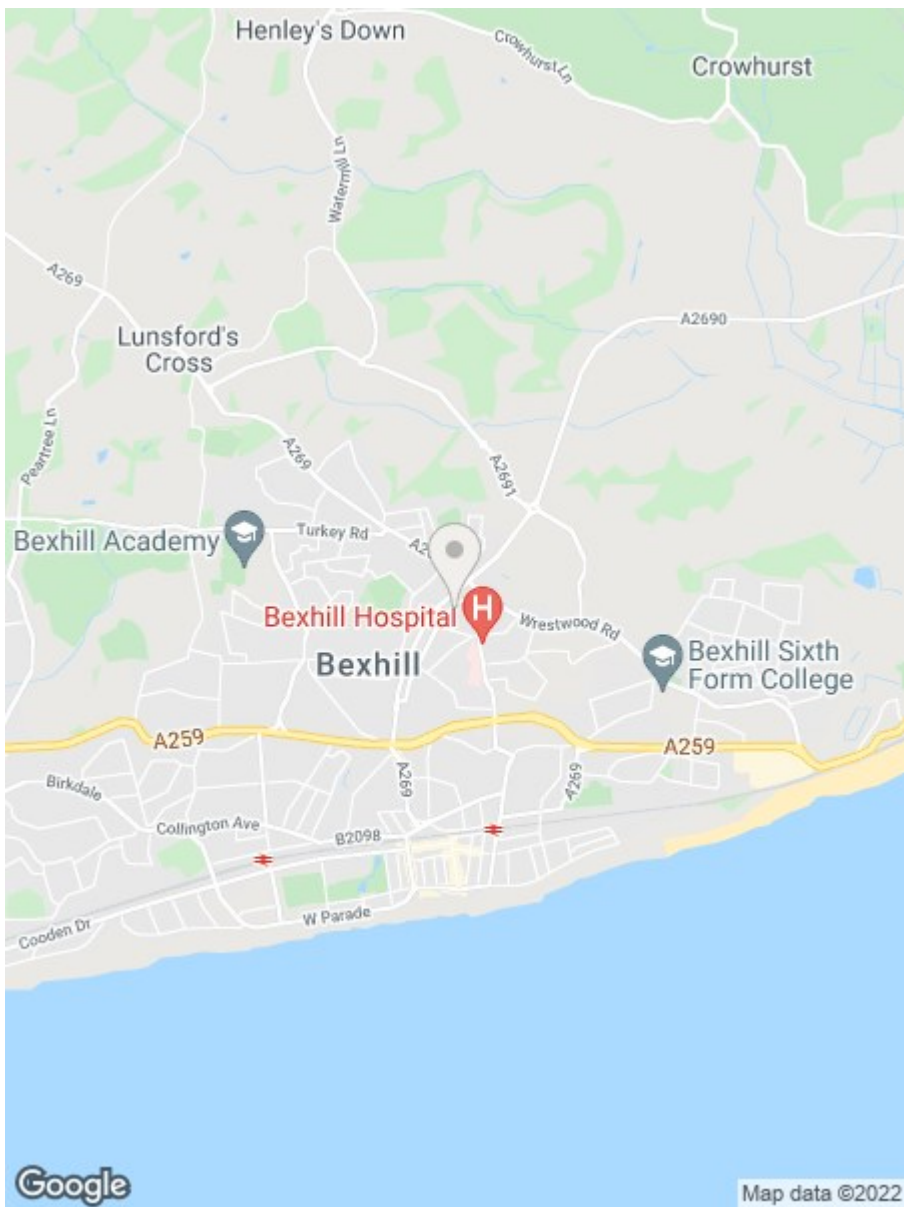 Henley's Down
Crowhurst Ln
Crowhurst
Watermill Ln
A269
A2690
Lunsford's
Cross
Peartree Ln
A269
A2691
Turkey Rd
Bexhill Academy
Bexhill Hospital
H
Wrestwood Rd
Bexhill
Bexhill Sixth
Form College
A259
A259
Birkdale
A269
A269
Collington Ave
B2098
W Parade
Cooden Dr
Google
Map data ©2022